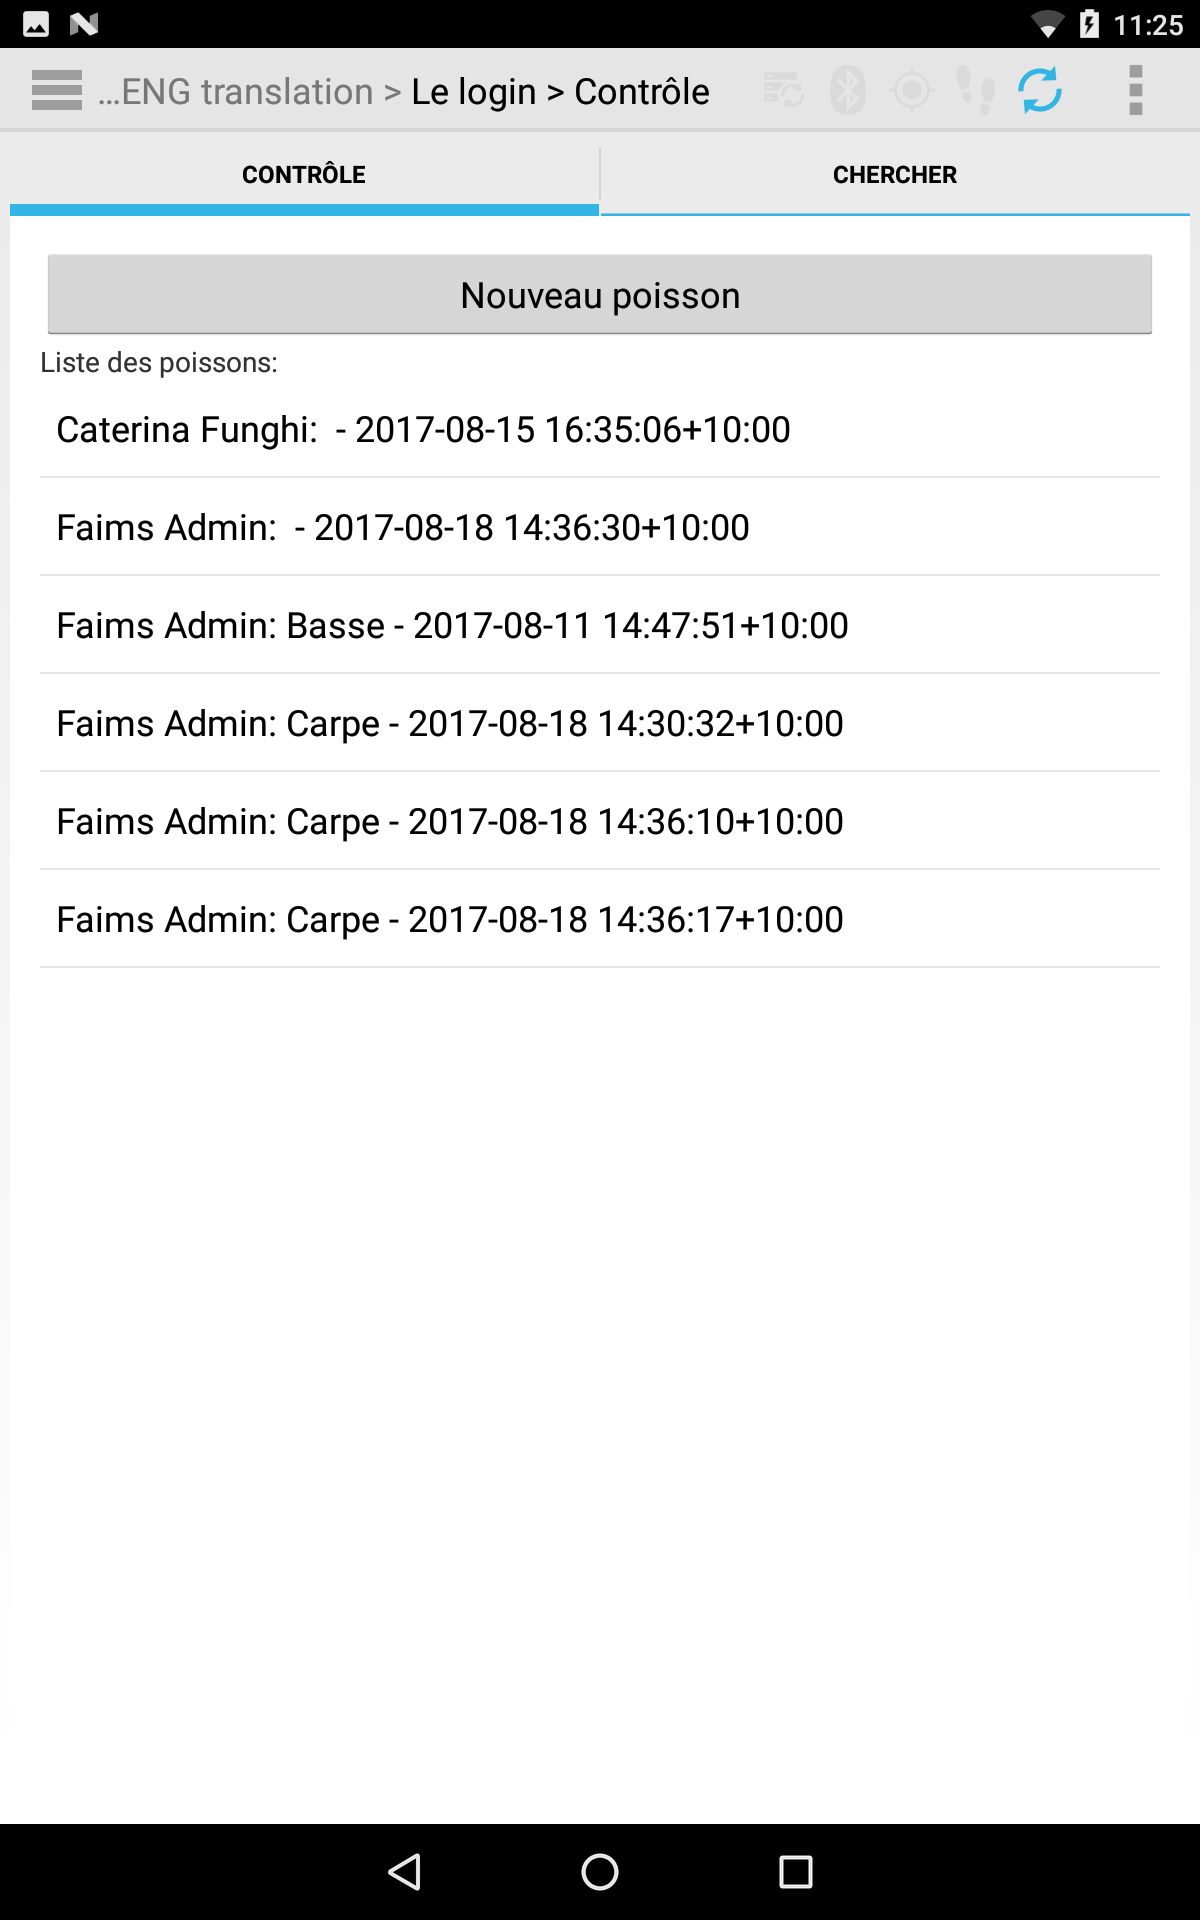 11:25
...ENG translation > Le login > Contrôle
CONTRÔLE
CHERCHER
Nouveau poisson
Liste des poissons:
Caterina Funghi:  - 2017-08-15 16:35:06+10:00
Faims Admin:  - 2017-08-18 14:36:30+10:00
Faims Admin: Basse - 2017-08-11 14:47:51+10:00
Faims Admin: Carpe - 2017-08-18 14:30:32+10:00
Faims Admin: Carpe - 2017-08-18 14:36:10+10:00
Faims Admin: Carpe - 2017-08-18 14:36:17+10:00